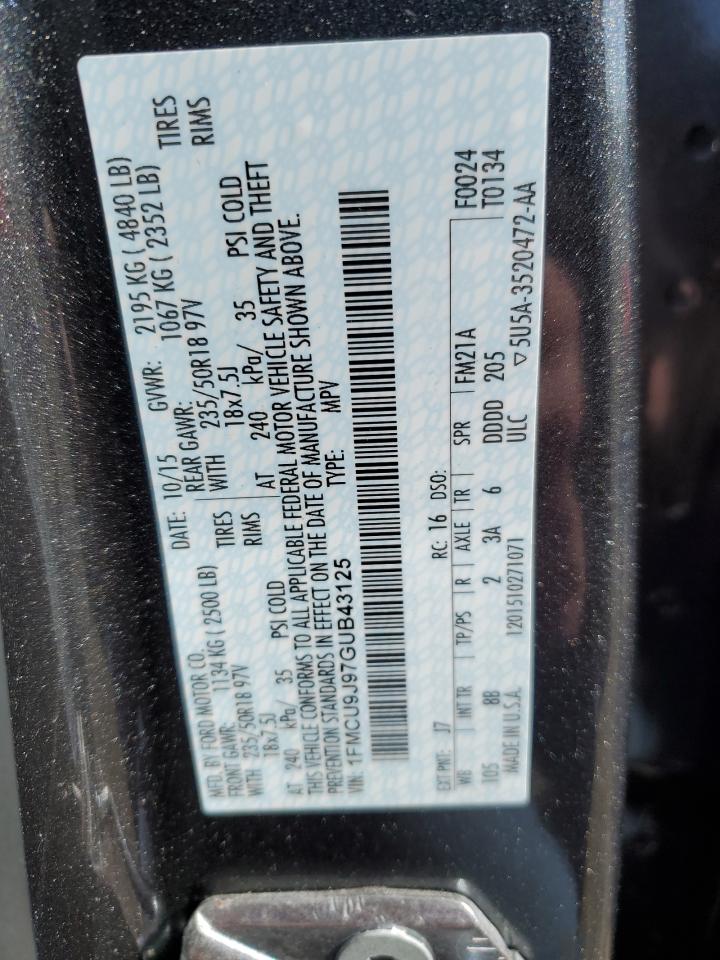 MFD. BY FORD MOTOR CO. DATE: 10/15 GVWR: 2195 KG ( 4840 LB)
FRONT GAWR: 1134 KG ( 2500 LB) REAR GAWR: 1067 KG ( 2352 LB)
WITH 235/50R18 97V TIRES WITH 235/50R18 97V TIRES
18x7.5J RIMS 18x7.5J RIMS
AT 240 kPa/ 35 PSI COLD AT 240 kPa/ 35 PSI COLD
THIS VEHICLE CONFORMS TO ALL APPLICABLE FEDERAL MOTOR VEHICLE SAFETY AND THEFT
PREVENTION STANDARDS IN EFFECT ON THE DATE OF MANUFACTURE SHOWN ABOVE.
VIN: 1FMCU9J97GUB43125 TYPE: MPV
EXT PNT: J7 RC: 16 DSO: F0024
WB INT TR TP/PS R AXLE TR SPR FM21A T0134
105 8B 2 3A 6 DDDD 205
MADE IN U.S.A. 1201510271071 ULC ▽5U5A-3520472-AA